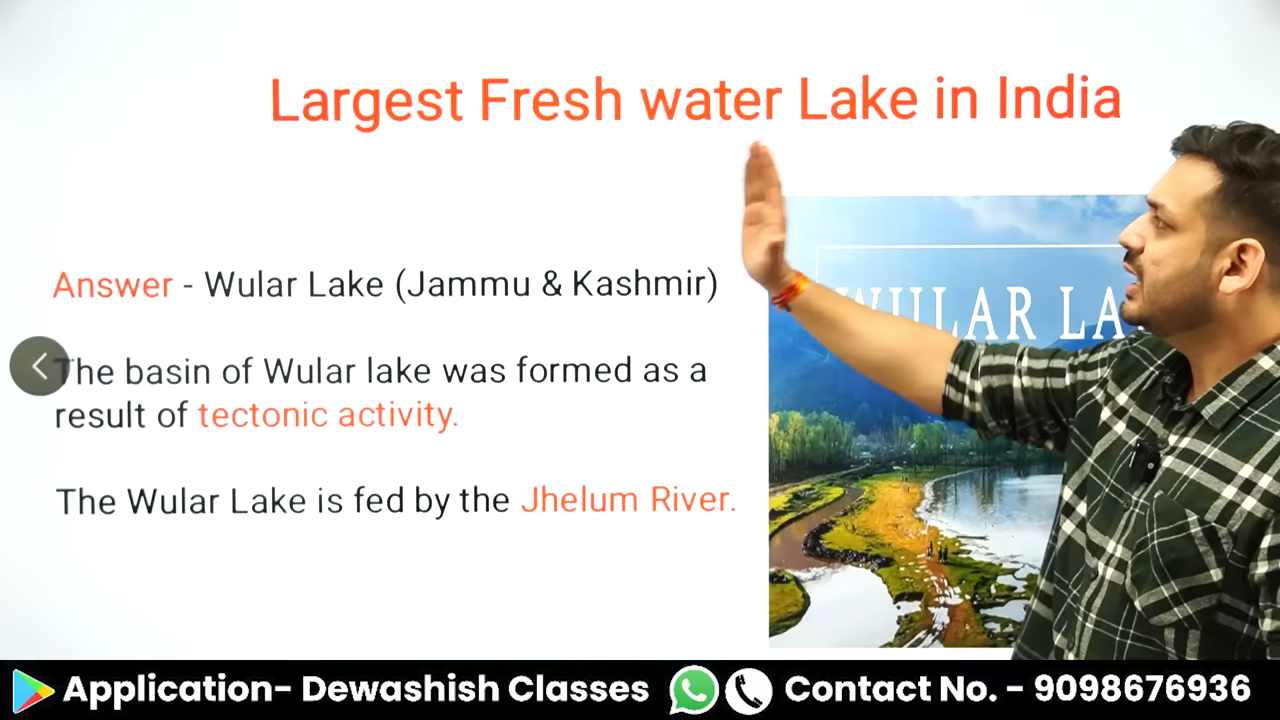 Largest Fresh water Lake in India
Answer - Wular Lake (Jammu & Kashmir)
The basin of Wular lake was formed as a
result of tectonic activity.
The Wular Lake is fed by the Jhelum River.
WULAR LA
Application- Dewashish Classes
Contact No. - 9098676936